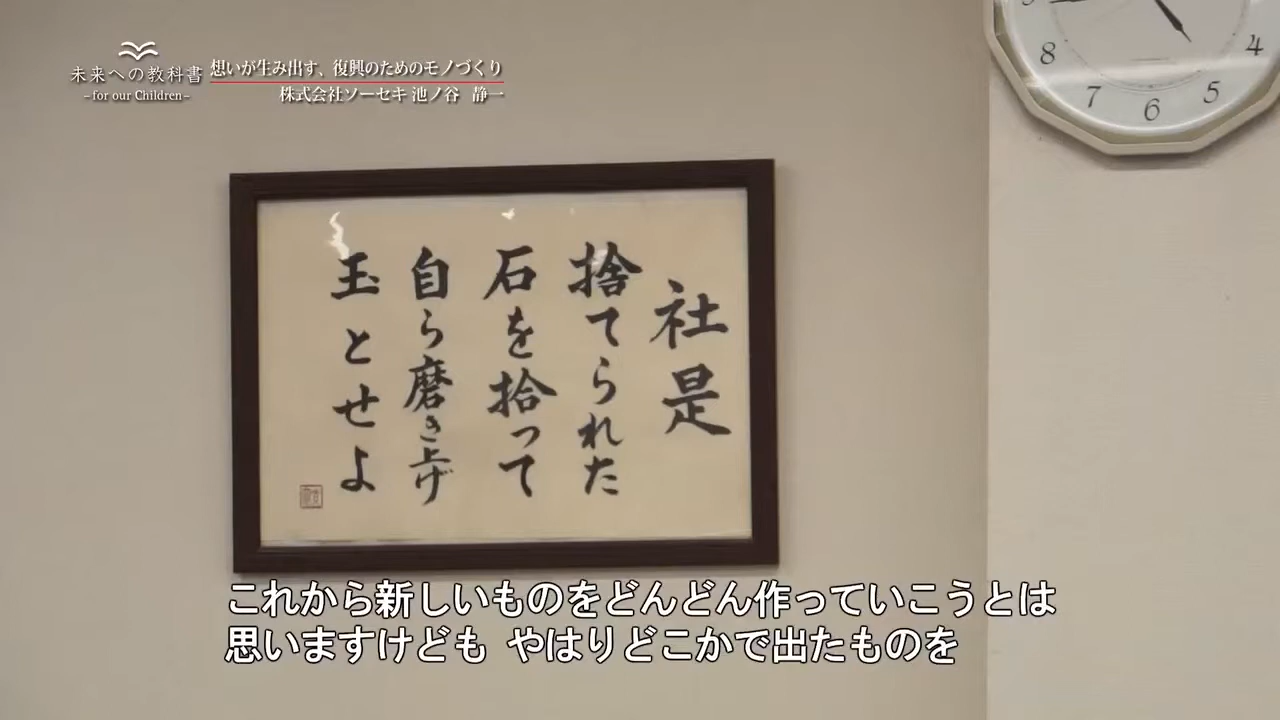 未来への教科書
–for our Children–
想いが生み出す、復興のためのモノづくり
株式会社ソーセキ 池ノ谷 静一
社是
捨てられた
石を拾って
自ら磨き上げ
玉とせよ
8
7
6
5
4
これから新しいものをどんどん作っていこうとは
思いますけども やはりどこかで出たものを